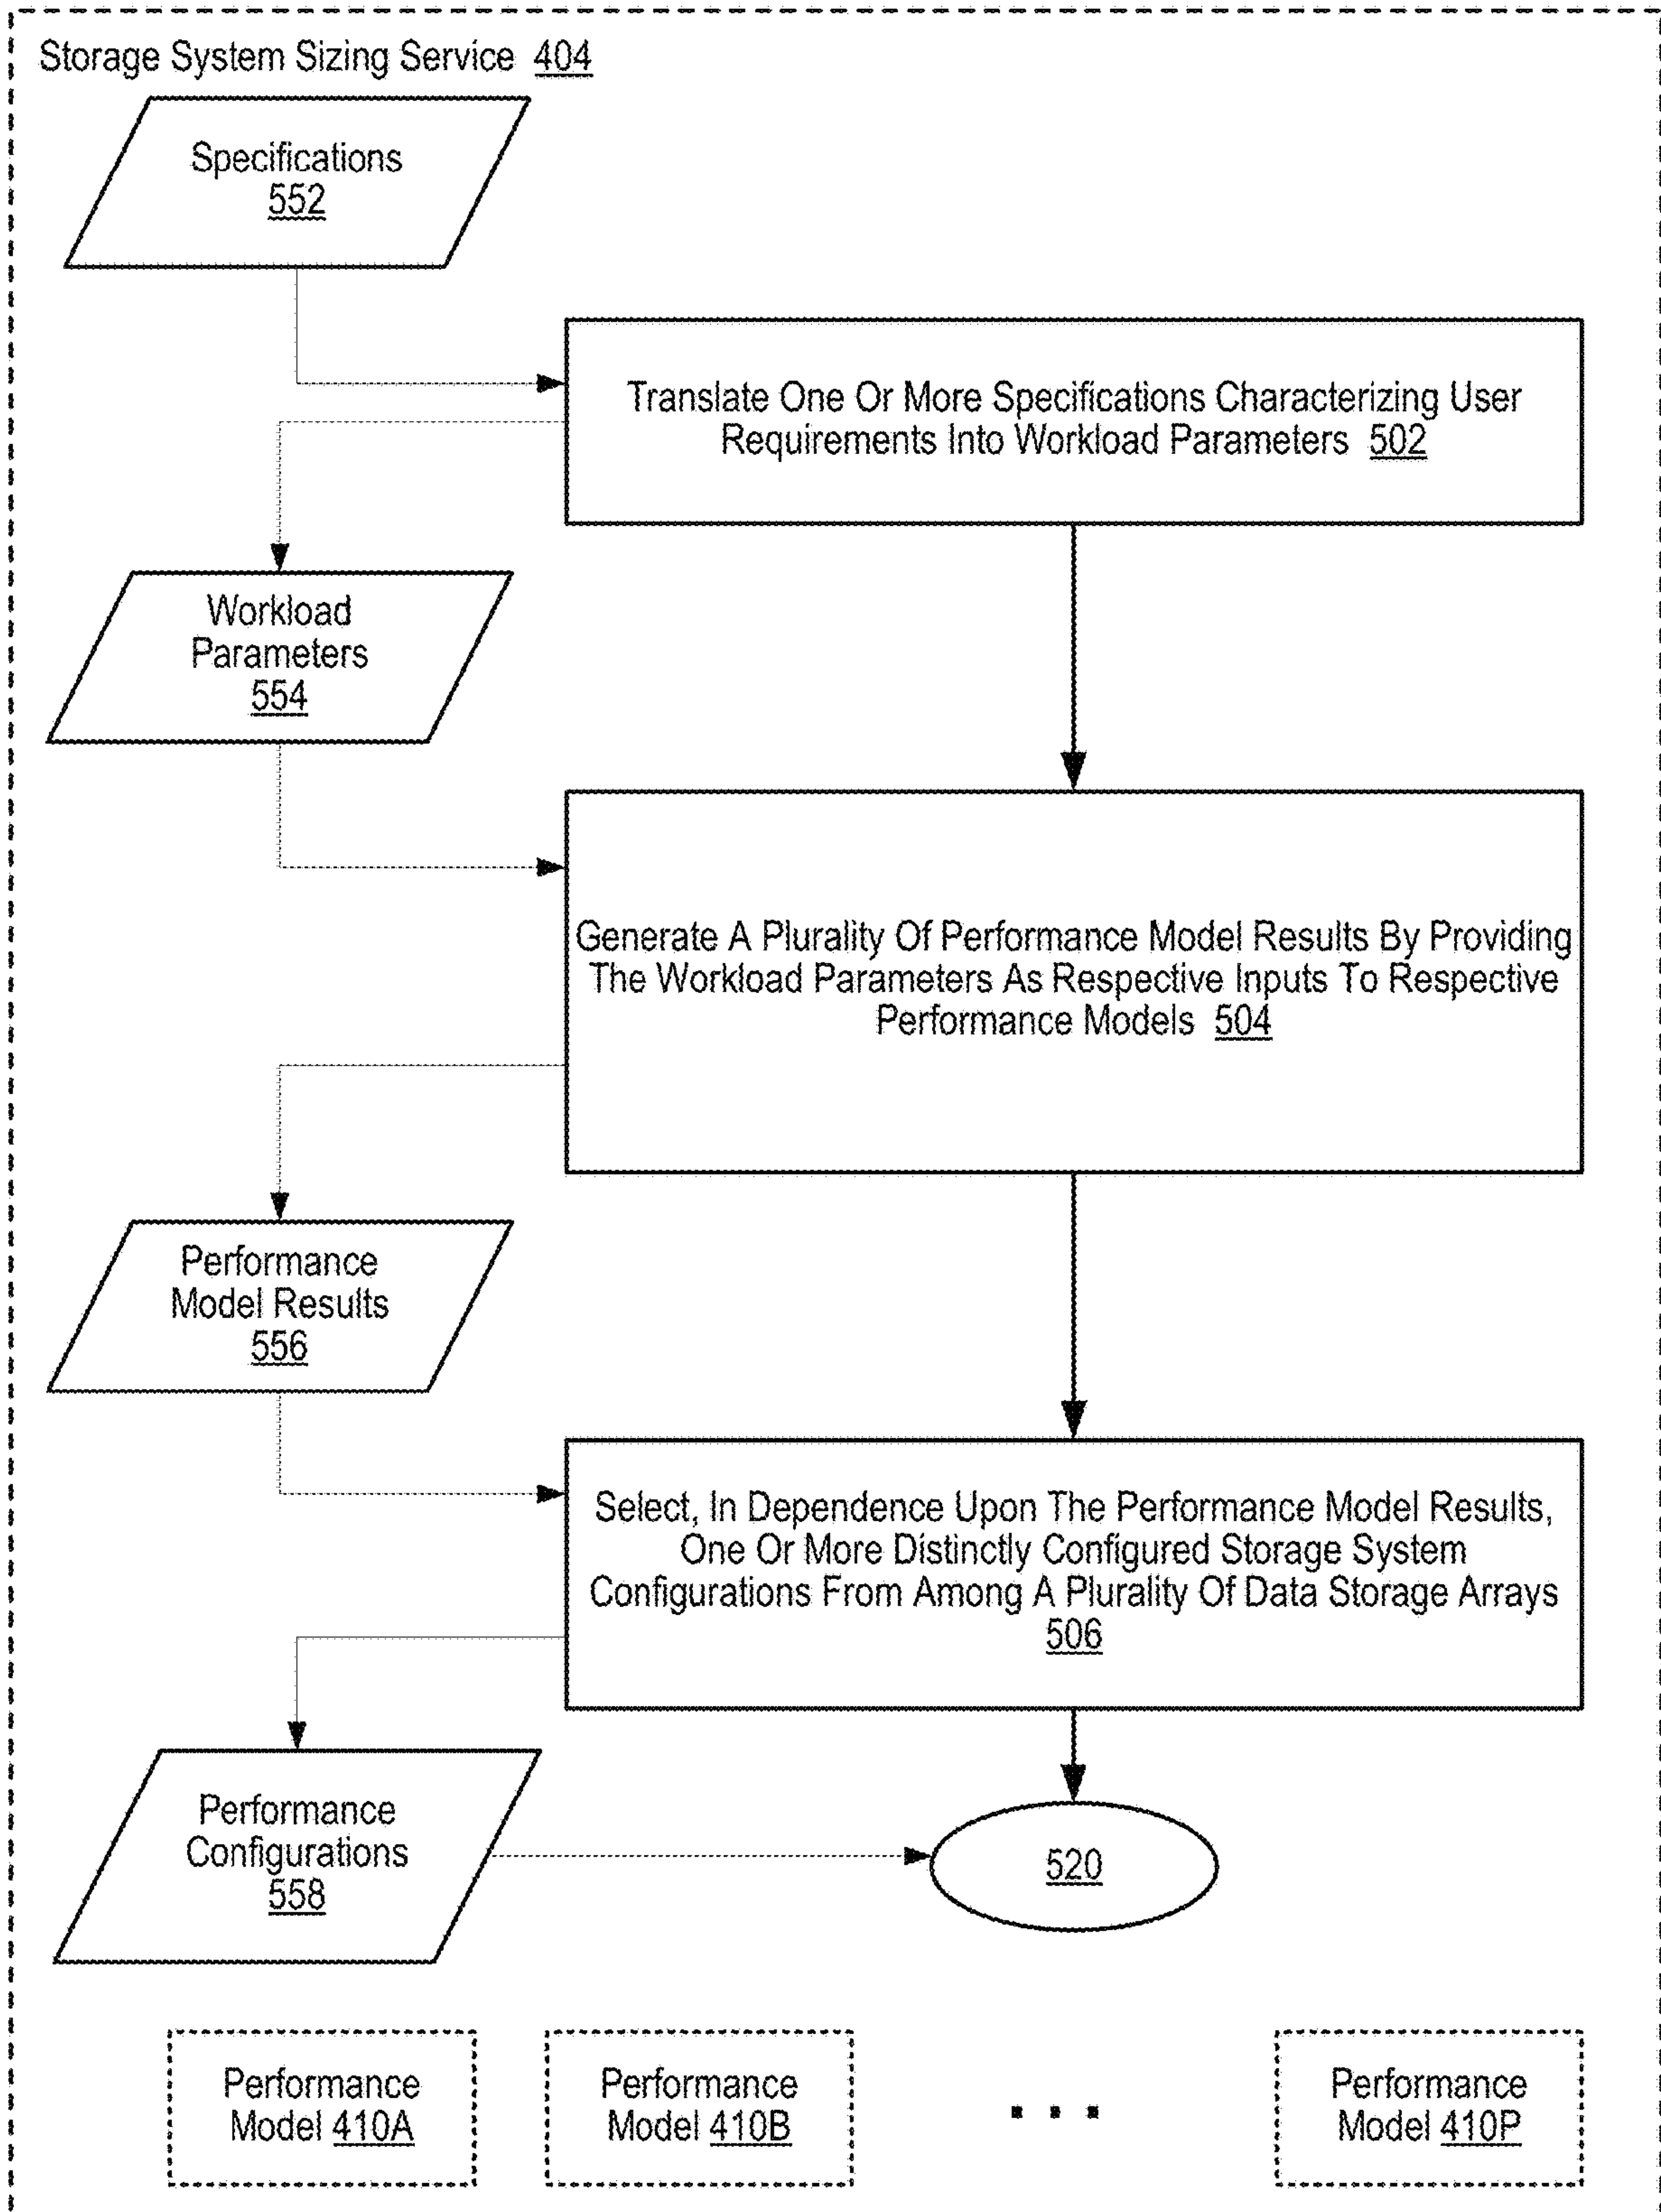 Storage System Sizing Service 404
Specifications
552
Translate One Or More Specifications Characterizing User
Requirements Into Workload Parameters 502
Workload
Parameters
554
Generate A Plurality Of Performance Model Results By Providing
The Workload Parameters As Respective Inputs To Respective
Performance Models 504
Performance
Model Results
556
Select, In Dependence Upon The Performance Model Results,
One Or More Distinctly Configured Storage System
Configurations From Among A Plurality Of Data Storage Arrays
506
Performance
Configurations
558
520
Performance
Model 410A
Performance
Model 410B
. . .
Performance
Model 410P